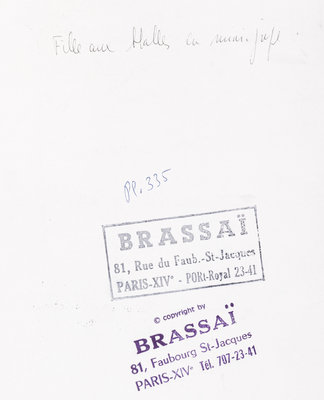 Fille aux Halles en mini-jupe
Pl. 335
BRASSAÏ
81, Rue du Faub.-St-Jacques
PARIS-XIVᵉ - PORt-Royal 23-41
© copyright by
BRASSAÏ
81, Faubourg St-Jacques
PARIS-XIVᵉ Tél. 707-23-41